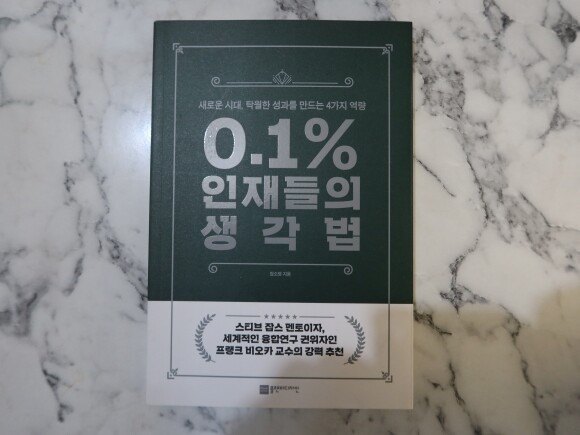 새로운 시대, 탁월한 성과를 만드는 4가지 역량
0.1%
인재들의
생각법
지음
스티브 잡스 멘토이자,
세계적인 융합연구 권위자인
프랭크 비오카 교수의 강력 추천